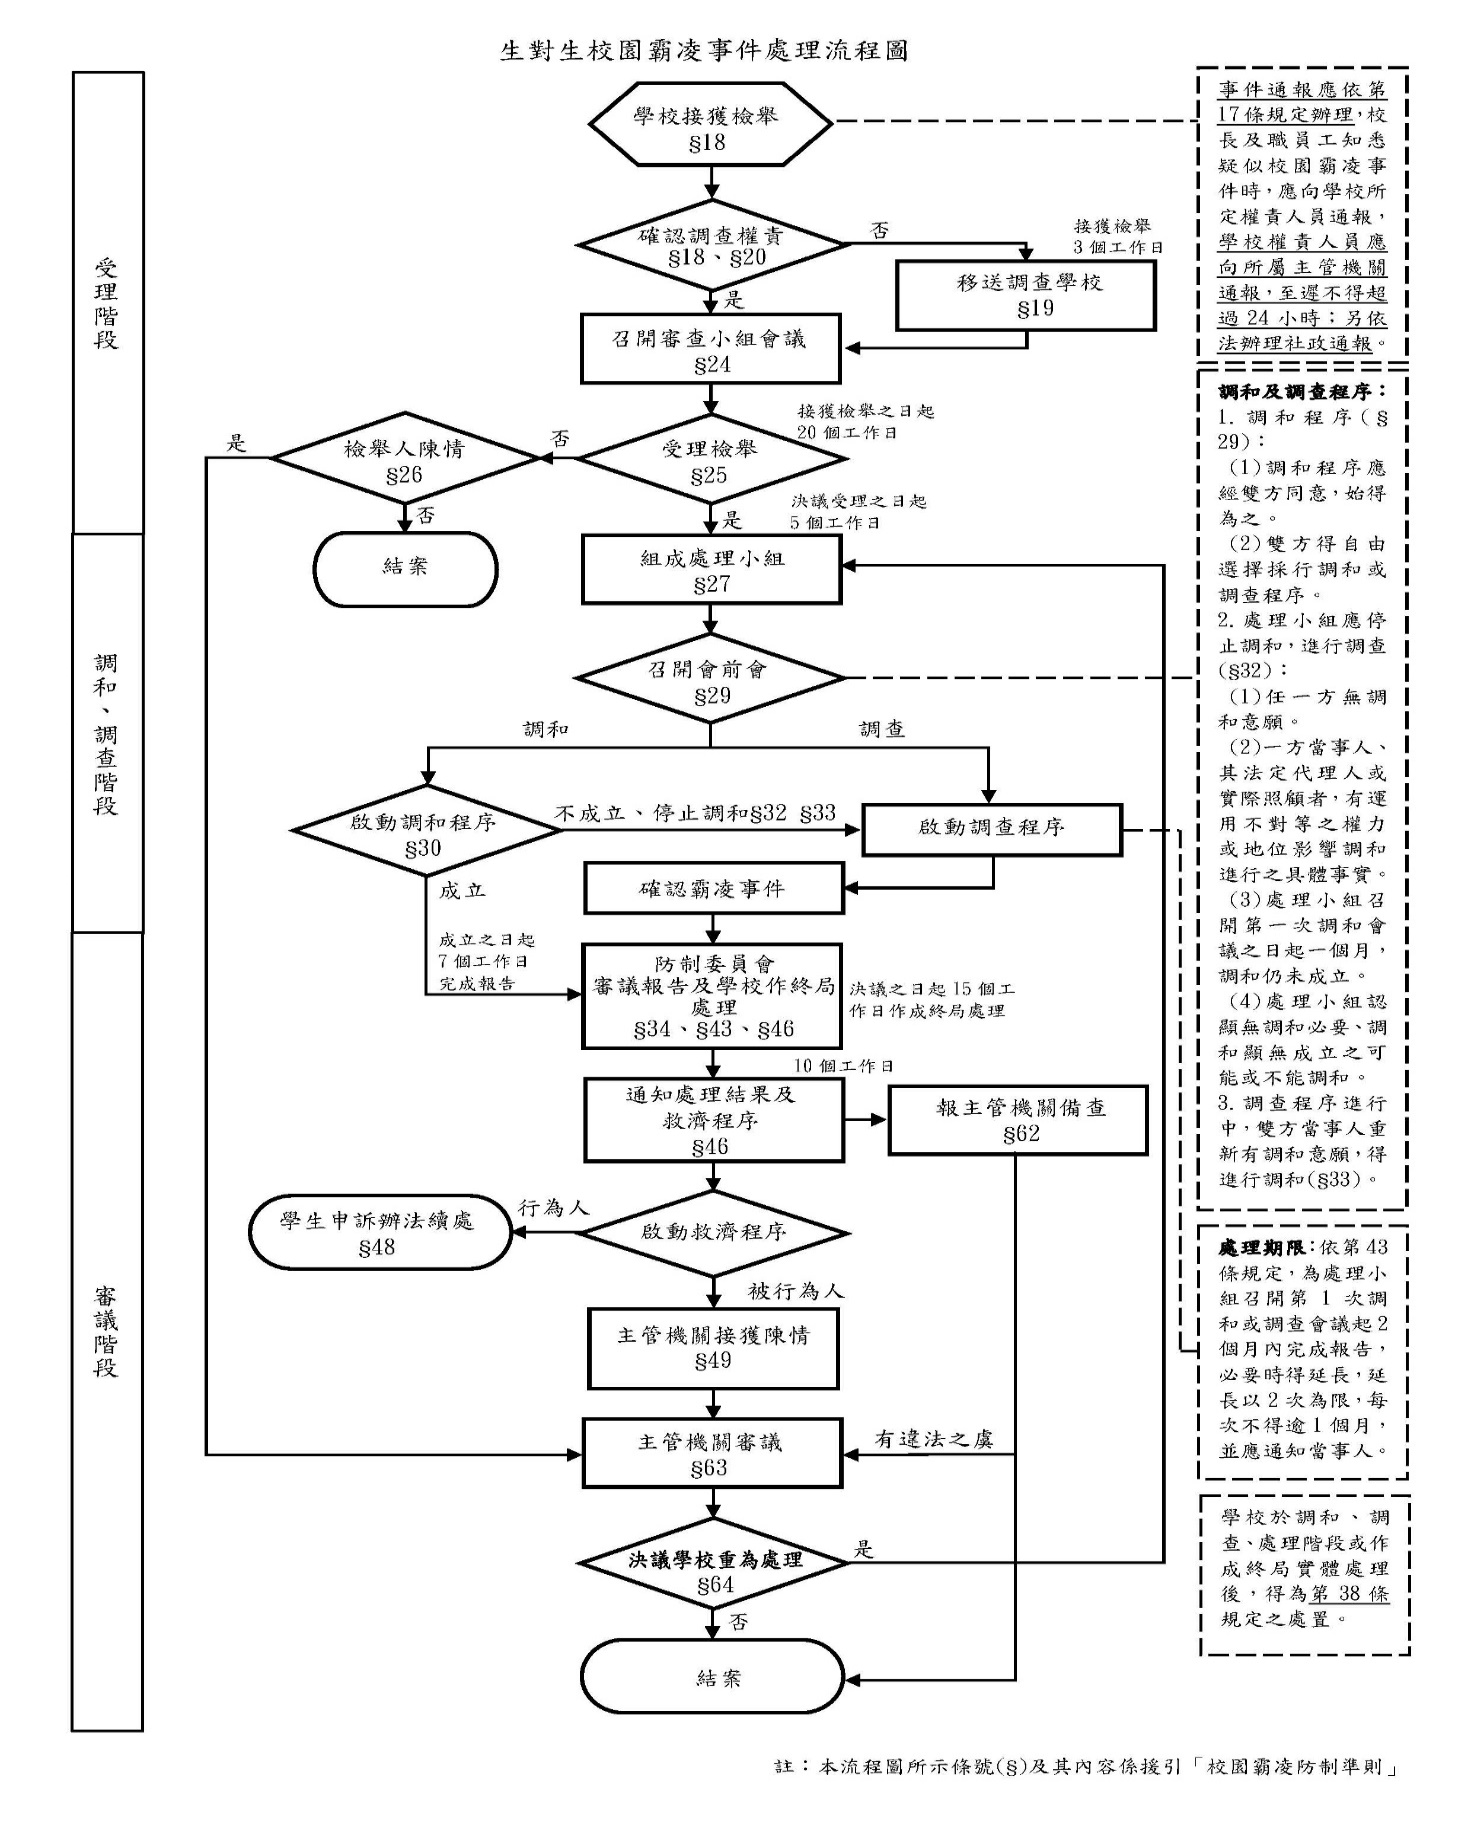 生對生校園霸凌事件處理流程圖
受理階段
調和、調查階段
審議階段
學校接獲檢舉
§18
確認調查權責
§18、§20
否
接獲檢舉
3 個工作日
移送調查學校
§19
是
召開審查小組會議
§24
接獲檢舉之日起
20 個工作日
受理檢舉
§25
否
檢舉人陳情
§26
是
否
結案
決議受理之日起
5 個工作日
是
組成處理小組
§27
召開會前會
§29
調和
調查
啟動調和程序
§30
不成立、停止調和§32 §33
啟動調查程序
成立
確認霸凌事件
成立之日起
7 個工作日
完成報告
防制委員會
審議報告及學校作終局
處理
§34、§43、§46
決議之日起 15 個工
作日作成終局處理
10 個工作日
通知處理結果及
救濟程序
§46
報主管機關備查
§62
啟動救濟程序
行為人
學生申訴辦法續處
§48
被行為人
主管機關接獲陳情
§49
主管機關審議
§63
有違法之虞
決議學校重為處理
§64
是
否
結案
事件通報應依第
17 條規定辦理，校
長及職員工知悉
疑似校園霸凌事
件時，應向學校所
定權責人員通報，
學校權責人員應
向所屬主管機關
通報，至遲不得超
過 24 小時；另依
法辦理社政通報。
調和及調查程序：
1. 調和程序(§
29)：
(1)調和程序應
經雙方同意，始得
為之。
(2)雙方得自由
選擇採行調和或
調查程序。
2. 處理小組應停
止調和，進行調查
(§32)：
(1)任一方無調
和意願。
(2)一方當事人、
其法定代理人或
實際照顧者，有運
用不對等之權力
或地位影響調和
進行之具體事實。
(3)處理小組召
開第一次調和會
議之日起一個月，
調和仍未成立。
(4)處理小組認
顯無調和必要、調
和顯無成立之可
能或不能調和。
3. 調查程序進行
中，雙方當事人重
新有調和意願，得
進行調和(§33)。
處理期限：依第 43
條規定，為處理小
組召開第 1 次調
和或調查會議起 2
個月內完成報告，
必要時得延長，延
長以 2 次為限，每
次不得逾 1 個月，
並應通知當事人。
學校於調和、調
查、處理階段或作
成終局實體處理
後，得為第 38 條
規定之處置。
註：本流程圖所示條號(§)及其內容係援引「校園霸凌防制準則」